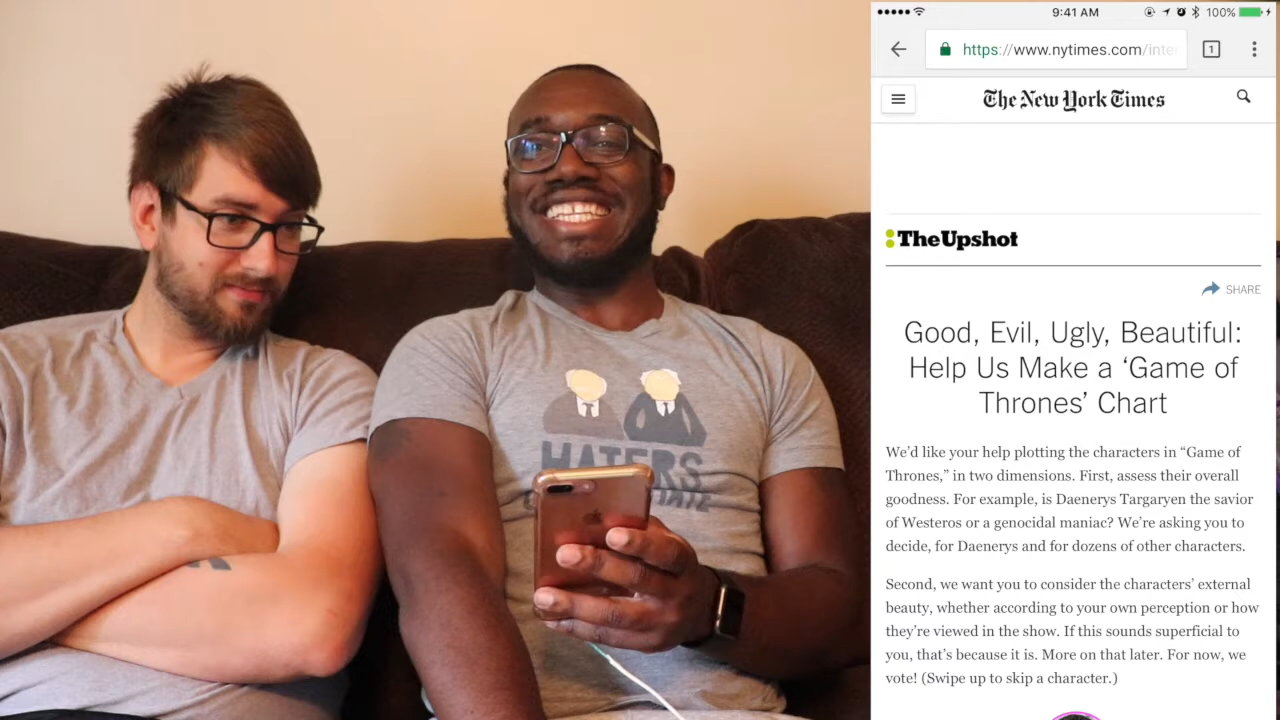 HATERS
9:41 AM
100%
https://www.nytimes.com/inte
1
The New York Times
TheUpshot
SHARE
Good, Evil, Ugly, Beautiful:
Help Us Make a ‘Game of
Thrones’ Chart
We’d like your help plotting the characters in “Game of
Thrones,” in two dimensions. First, assess their overall
goodness. For example, is Daenerys Targaryen the savior
of Westeros or a genocidal maniac? We’re asking you to
decide, for Daenerys and for dozens of other characters.
Second, we want you to consider the characters’ external
beauty, whether according to your own perception or how
they’re viewed in the show. If this sounds superficial to
you, that’s because it is. More on that later. For now, we
vote! (Swipe up to skip a character.)